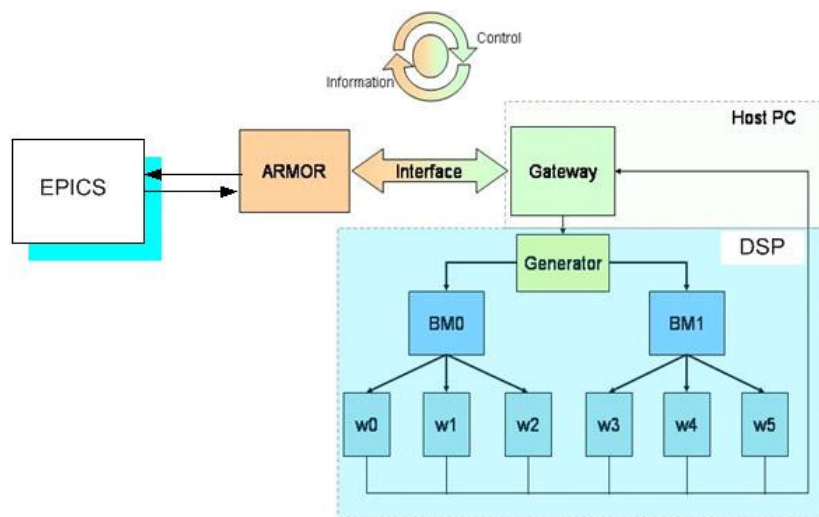 Control
Information
Host PC
EPICS
ARMOR
Interface
Gateway
DSP
Generator
BM0
BM1
w0
w1
w2
w3
w4
w5